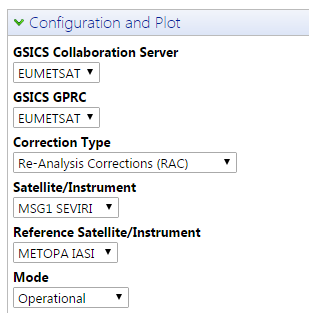 Configuration and Plot
GSICS Collaboration Server
EUMETSAT
GSICS GPRC
EUMETSAT
Correction Type
Re-Analysis Corrections (RAC)
Satellite/Instrument
MSG1 SEVIRI
Reference Satellite/Instrument
METOPA IASI
Mode
Operational